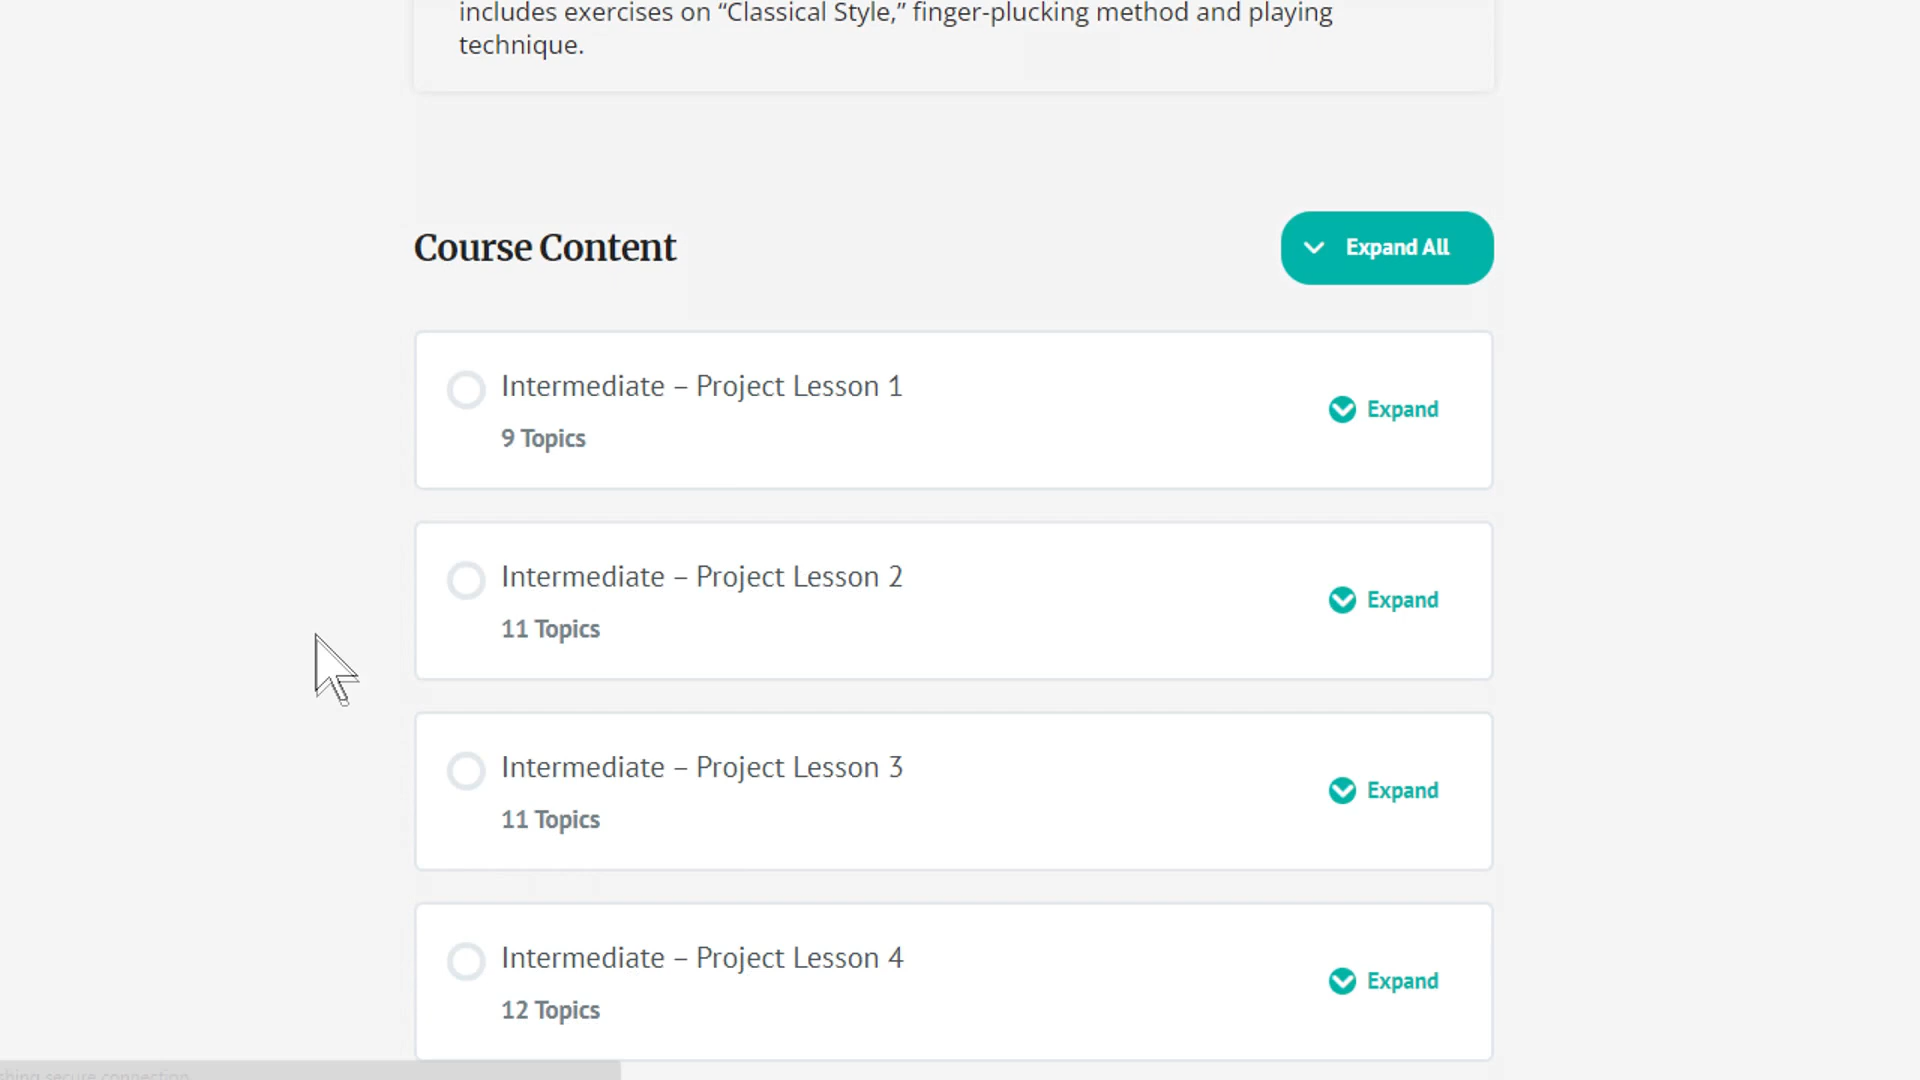 includes exercises on “Classical Style,” finger-plucking method and playing
technique.
Course Content
Expand All
Intermediate – Project Lesson 1
Expand
9 Topics
Intermediate – Project Lesson 2
Expand
11 Topics
Intermediate – Project Lesson 3
Expand
11 Topics
Intermediate – Project Lesson 4
Expand
12 Topics
secure connection